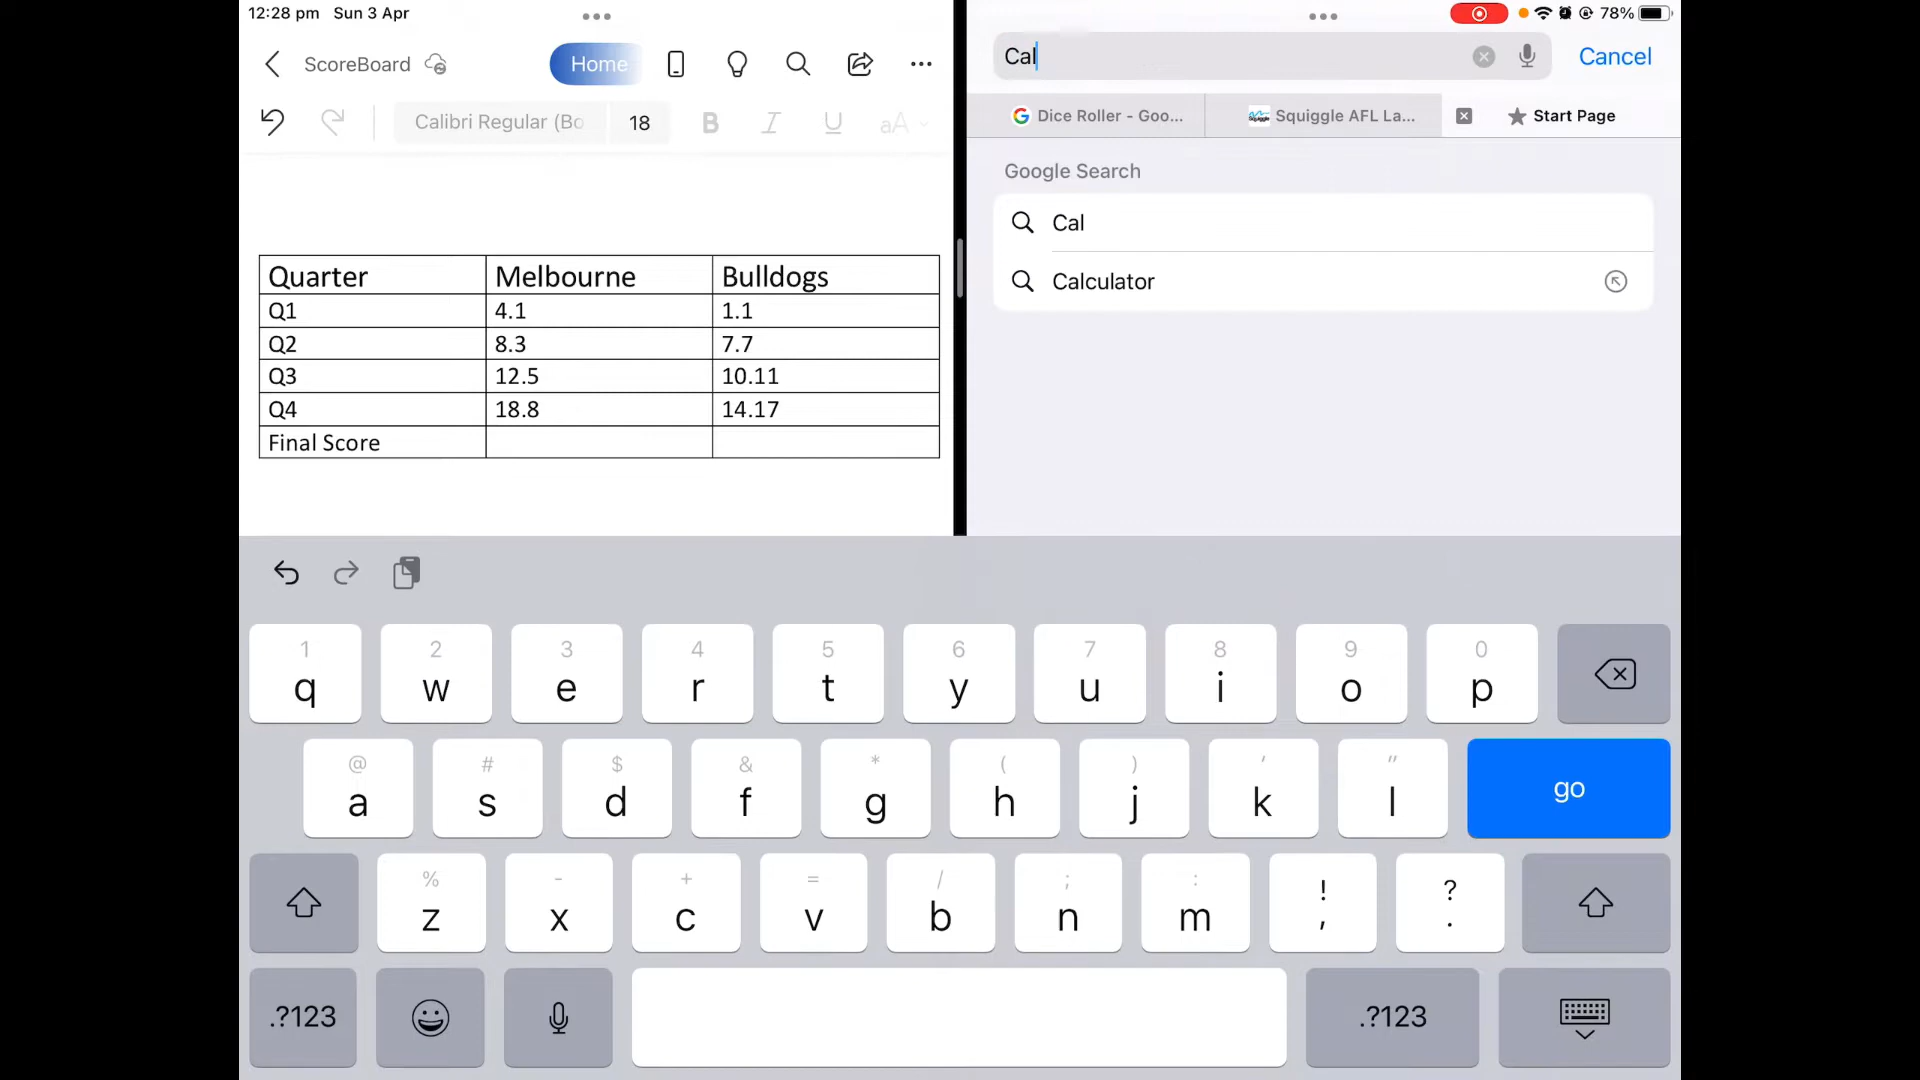 12:28 pm Sun 3 Apr
78%
ScoreBoard
Home
Calibri Regular (Bo 18 B I U aA
Quarter Melbourne Bulldogs
Q1 4.1 1.1
Q2 8.3 7.7
Q3 12.5 10.11
Q4 18.8 14.17
Final Score
Cal Cancel
Dice Roller - Goo... Squiggle AFL La... Start Page
Google Search
Cal
Calculator
1 2 3 4 5 6 7 8 9 0
q w e r t y u i o p
@ # $ & * ( ) ' "
a s d f g h j k l go
% - + = / ; : ! ?
z x c v b n m , .
.?123 .?123